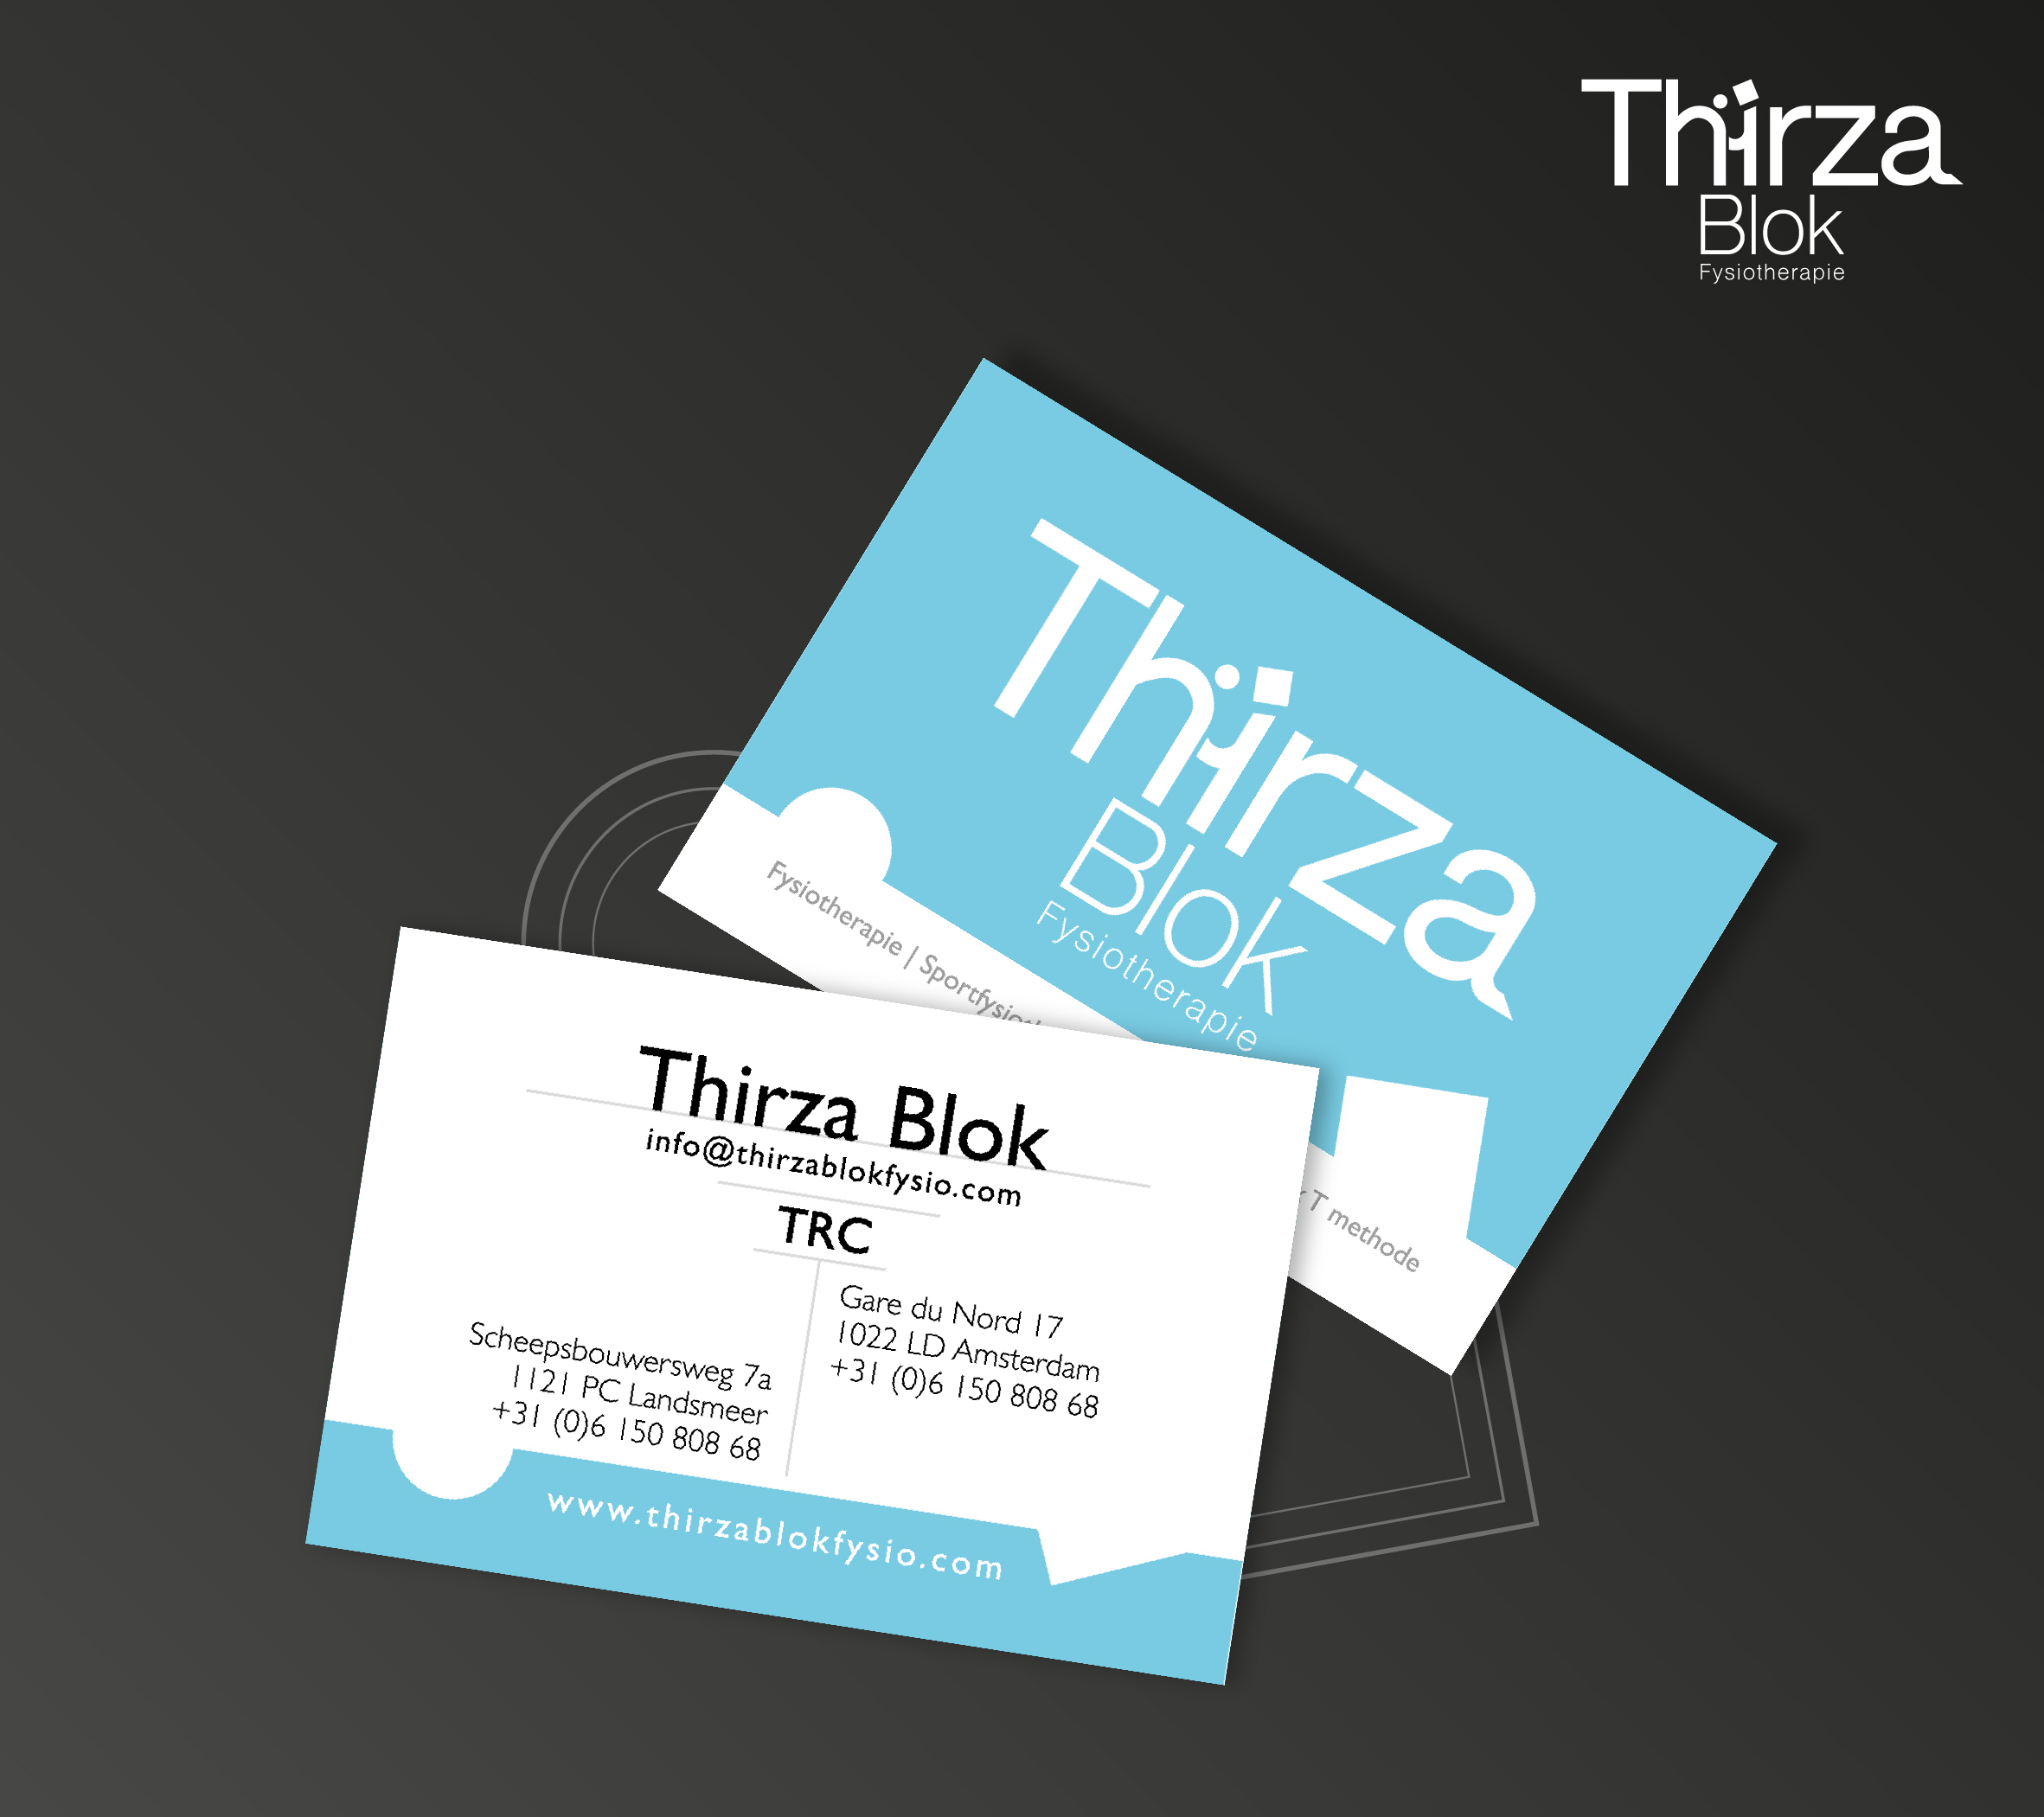 Thirza
Blok
Fysiotherapie
Thirza
Blok
Fysiotherapie
Fysiotherapie |
T methode
Thirza Blok
info@thirzablokfysio.com
TRC
Scheepsbouwersweg 7a
1121 PC Landsmeer
+31 (0)6 150 808 68
Gare du Nord 17
1022 LD Amsterdam
+31 (0)6 150 808 68
www.thirzablokfysio.com